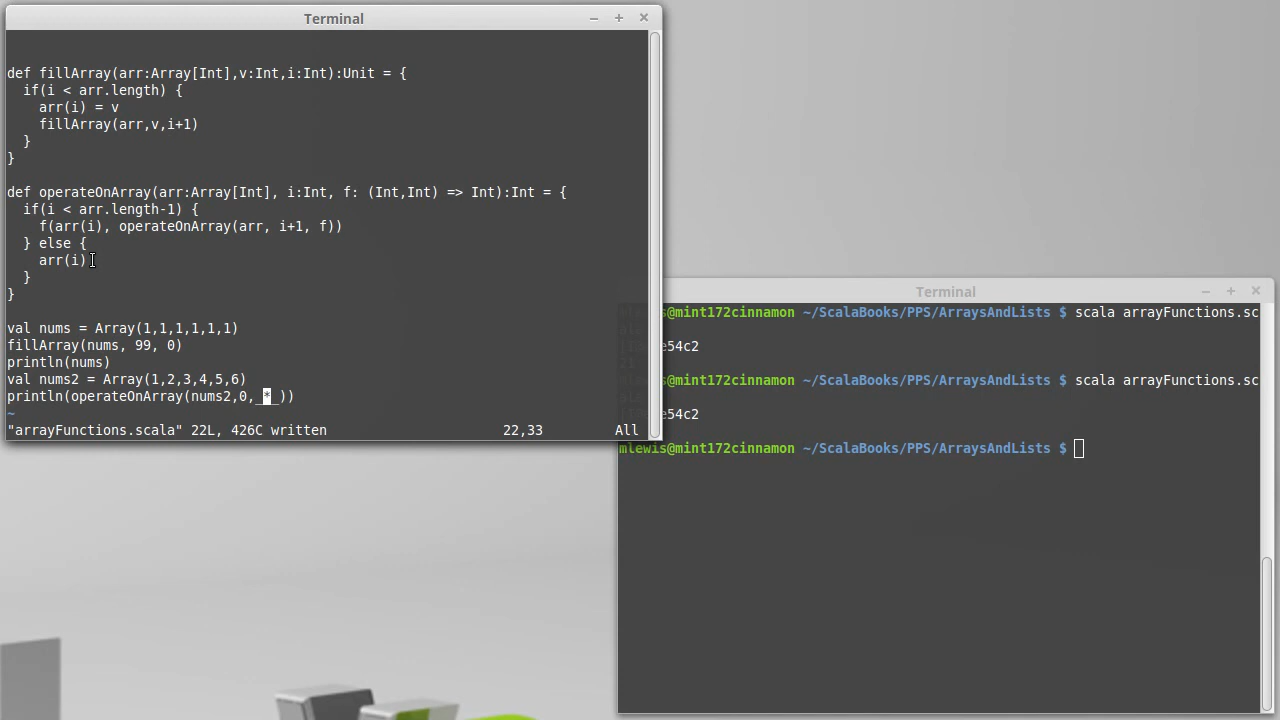 Terminal
def fillArray(arr:Array[Int],v:Int,i:Int):Unit = {
if(i < arr.length) {
arr(i) = v
fillArray(arr,v,i+1)
}
}
def operateOnArray(arr:Array[Int], i:Int, f: (Int,Int) => Int):Int = {
if(i < arr.length-1) {
f(arr(i), operateOnArray(arr, i+1, f))
} else {
arr(i)
}
}
val nums = Array(1,1,1,1,1,1)
fillArray(nums, 99, 0)
println(nums)
val nums2 = Array(1,2,3,4,5,6)
println(operateOnArray(nums2,0,_*_))
~
"arrayFunctions.scala" 22L, 426C written 22,33 All
Terminal
mlewis@mint172cinnamon ~/ScalaBooks/PPS/ArraysAndLists $ scala arrayFunctions.sc
e54c2
mlewis@mint172cinnamon ~/ScalaBooks/PPS/ArraysAndLists $ scala arrayFunctions.sc
e54c2
mlewis@mint172cinnamon ~/ScalaBooks/PPS/ArraysAndLists $